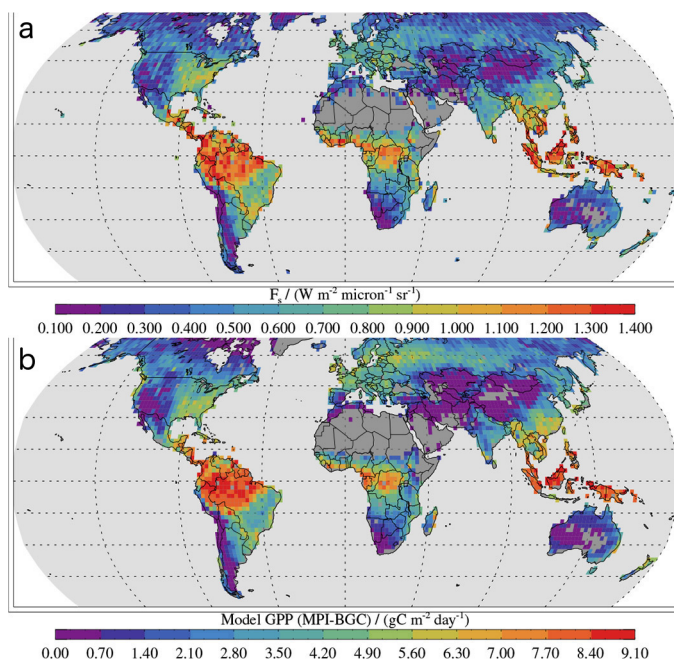 a
F_s / (W m⁻² micron⁻¹ sr⁻¹)
0.100 0.200 0.300 0.400 0.500 0.600 0.700 0.800 0.900 1.000 1.100 1.200 1.300 1.400
b
Model GPP (MPI-BGC) / (gC m⁻² day⁻¹)
0.00 0.70 1.40 2.10 2.80 3.50 4.20 4.90 5.60 6.30 7.00 7.70 8.40 9.10